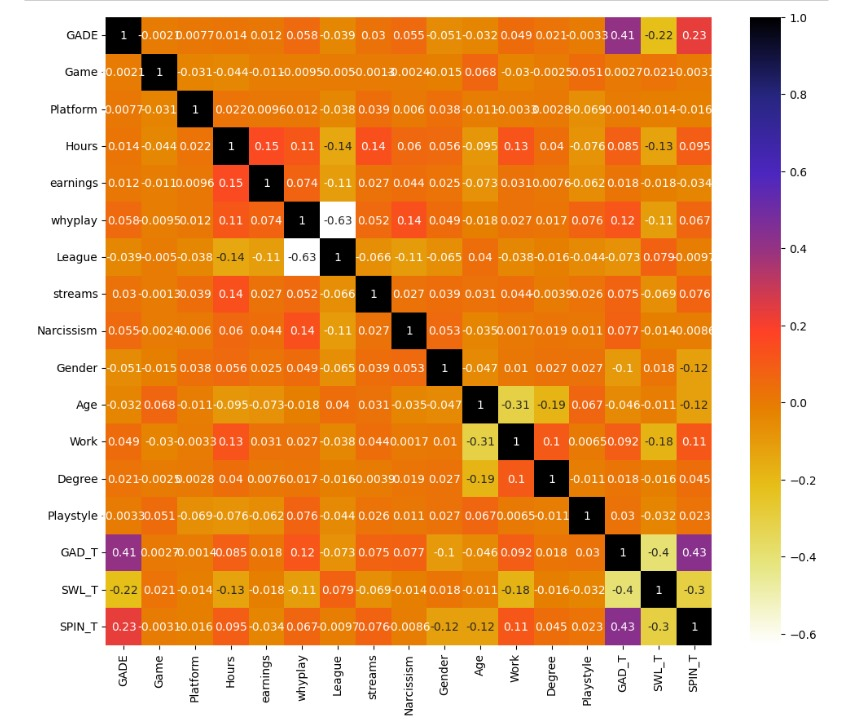 GADE 1 -0.0021 0.0077 0.014 0.012 0.058 -0.039 0.03 0.055 -0.051 -0.032 0.049 0.021 -0.0033 0.41 -0.22 0.23
Game -0.0021 1 -0.031 -0.044 -0.011 -0.0095 -0.005 -0.0013 -0.0024 -0.015 0.068 -0.03 -0.0025 0.051 0.0027 0.021 -0.0031
Platform 0.0077 -0.031 1 0.022 0.0096 0.012 -0.038 0.039 0.006 0.038 -0.011 -0.0033 0.0028 -0.069 -0.0014 -0.014 -0.016
Hours 0.014 -0.044 0.022 1 0.15 0.11 -0.14 0.14 0.06 0.056 -0.095 0.13 0.04 -0.076 0.085 -0.13 0.095
earnings 0.012 -0.011 0.0096 0.15 1 0.074 -0.11 0.027 0.044 0.025 -0.073 0.031 0.0076 -0.062 0.018 -0.018 -0.034
whyplay 0.058 -0.0095 0.012 0.11 0.074 1 -0.63 0.052 0.14 0.049 -0.018 0.027 0.017 0.076 0.12 -0.11 0.067
League -0.039 -0.005 -0.038 -0.14 -0.11 -0.63 1 -0.066 -0.11 -0.065 0.04 -0.038 -0.016 -0.044 -0.073 0.079 -0.0097
streams 0.03 -0.0013 0.039 0.14 0.027 0.052 -0.066 1 0.027 0.039 0.031 0.044 -0.0039 0.026 0.075 -0.069 0.076
Narcissism 0.055 -0.0024 0.006 0.06 0.044 0.14 -0.11 0.027 1 0.053 -0.035 0.0017 0.019 0.011 0.077 -0.014 0.0086
Gender -0.051 -0.015 0.038 0.056 0.025 0.049 -0.065 0.039 0.053 1 -0.047 0.01 0.027 0.027 -0.1 0.018 -0.12
Age -0.032 0.068 -0.011 -0.095 -0.073 -0.018 0.04 0.031 -0.035 -0.047 1 -0.31 -0.19 0.067 -0.046 -0.011 -0.12
Work 0.049 -0.03 -0.0033 0.13 0.031 0.027 -0.038 0.044 0.0017 0.01 -0.31 1 0.1 0.0065 0.092 -0.18 0.11
Degree 0.021 -0.0025 0.0028 0.04 0.0076 0.017 -0.016 -0.0039 0.019 0.027 -0.19 0.1 1 -0.011 0.018 -0.016 0.045
Playstyle -0.0033 0.051 -0.069 -0.076 -0.062 0.076 -0.044 0.026 0.011 0.027 0.067 0.0065 -0.011 1 0.03 -0.032 0.023
GAD_T 0.41 0.0027 -0.0014 0.085 0.018 0.12 -0.073 0.075 0.077 -0.1 -0.046 0.092 0.018 0.03 1 -0.4 0.43
SWL_T -0.22 0.021 -0.014 -0.13 -0.018 -0.11 0.079 -0.069 -0.014 0.018 -0.011 -0.18 -0.016 -0.032 -0.4 1 -0.3
SPIN_T 0.23 -0.0031 -0.016 0.095 -0.034 0.067 -0.0097 0.076 0.0086 -0.12 -0.12 0.11 0.045 0.023 0.43 -0.3 1
GADE Game Platform Hours earnings whyplay League streams Narcissism Gender Age Work Degree Playstyle GAD_T SWL_T SPIN_T
1.0
0.8
0.6
0.4
0.2
0.0
−0.2
−0.4
−0.6